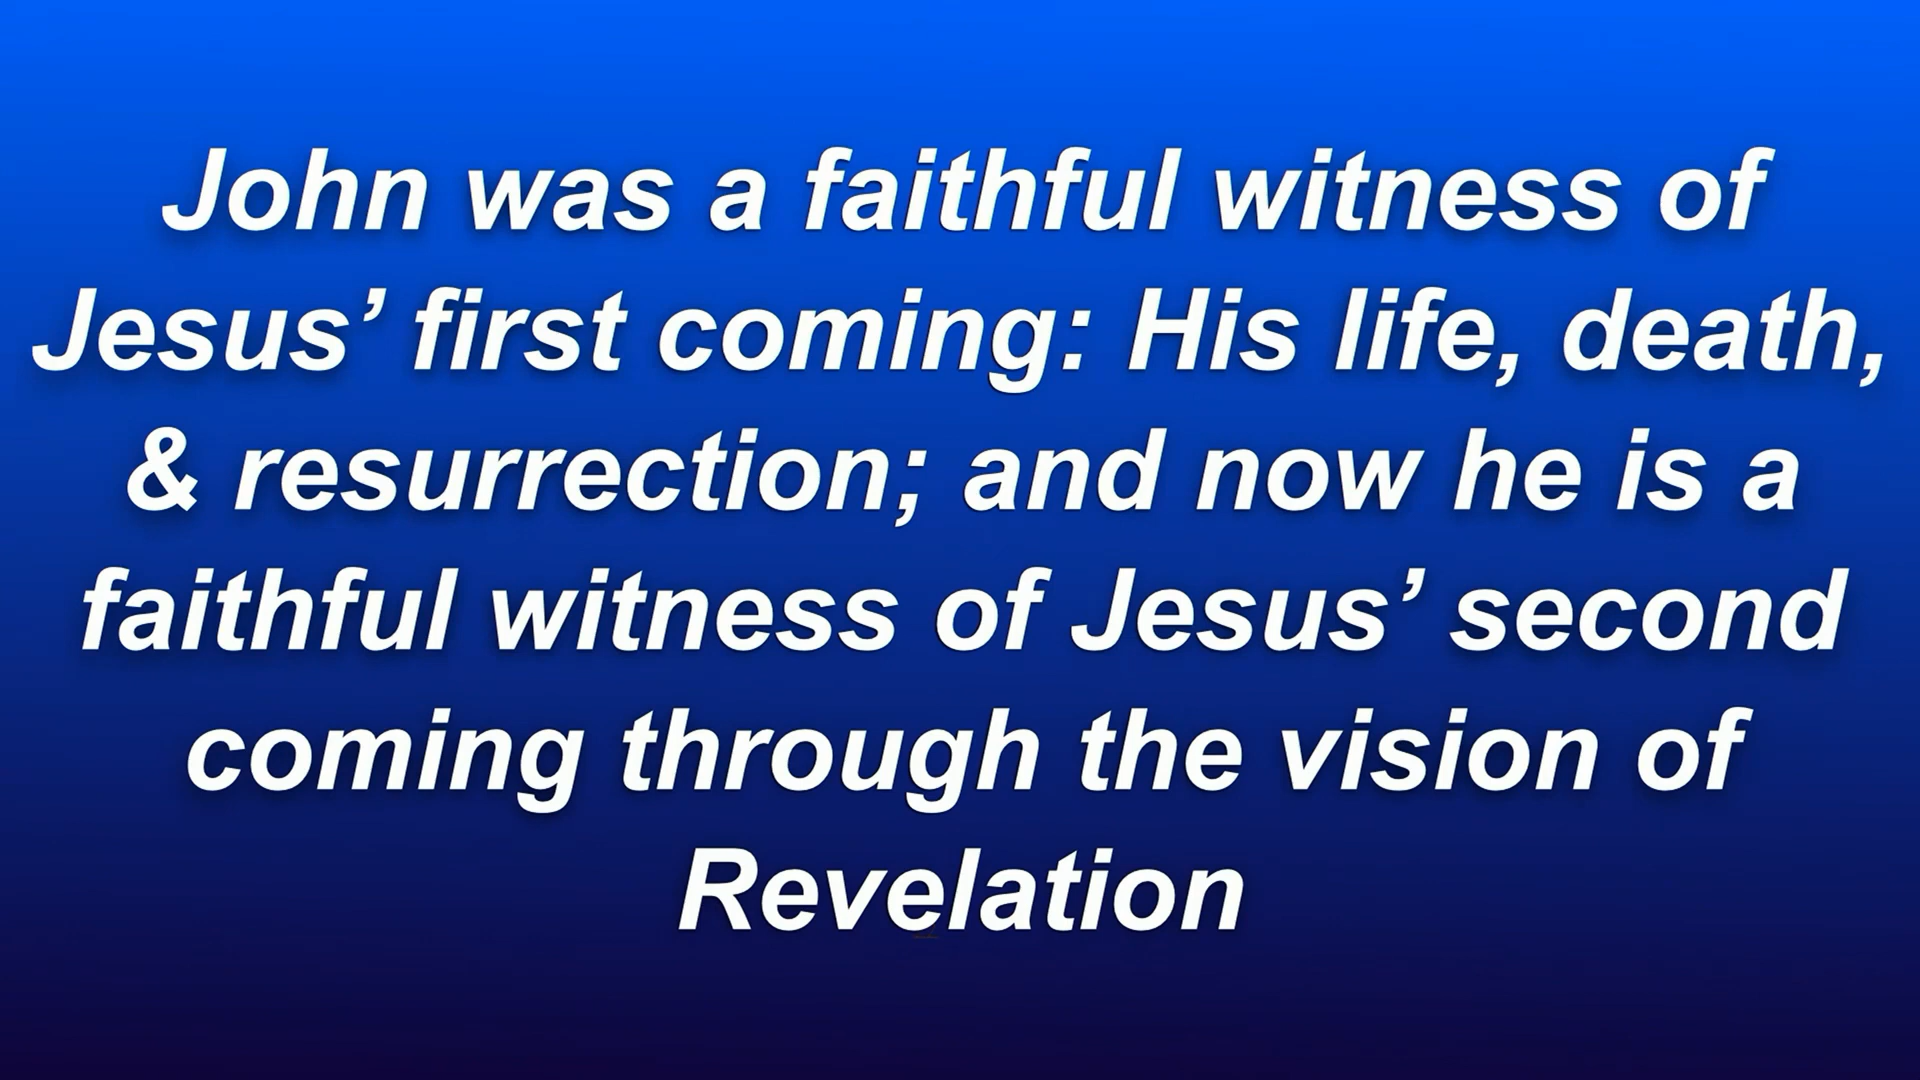 John was a faithful witness of
Jesus’ first coming: His life, death,
& resurrection; and now he is a
faithful witness of Jesus’ second
coming through the vision of
Revelation